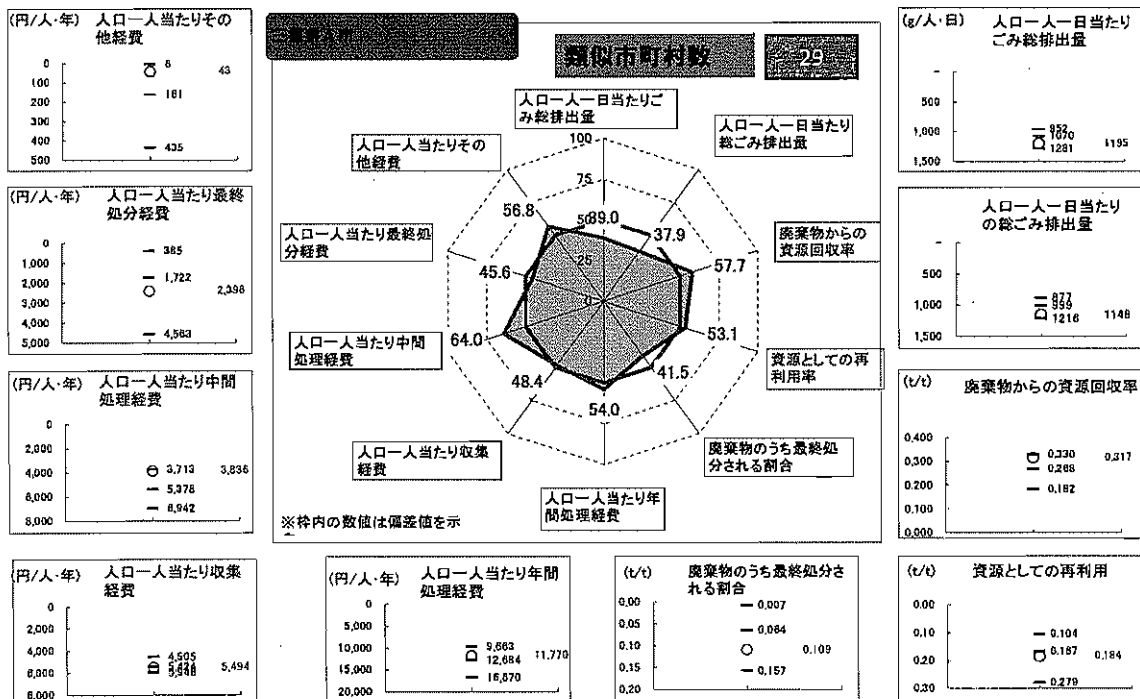 (円/人・年) 人口一人当たりその
他経費
0
100
200
300
400
500
8
43
161
435
(円/人・年) 人口一人当たり最終
処分経費
0
1,000
2,000
3,000
4,000
5,000
385
1,722
2,398
4,563
(円/人・年) 人口一人当たり中間
処理経費
0
2,000
4,000
6,000
8,000
3,713
3,836
5,378
6,942
(円/人・年) 人口一人当たり収集
経費
0
2,000
4,000
6,000
8,000
4,505
5,494
類似市町村数
29
人口一人一日当たりご
み総排出量
人口一人一日当たり
総ごみ排出量
廃棄物からの
資源回収率
資源としての再
利用率
廃棄物のうち最終処
分される割合
人口一人当たり年
間処理経費
人口一人当たり収集
経費
人口一人当たり中間
処理経費
人口一人当たり最終処
分経費
人口一人当たりその
他経費
100
75
50
25
0
89.0
37.9
57.7
53.1
41.5
54.0
48.4
64.0
45.6
56.8
※枠内の数値は偏差値を示
(円/人・年) 人口一人当たり年間
処理経費
0
5,000
10,000
15,000
20,000
9,663
12,684
11,770
16,870
(t/t) 廃棄物のうち最終処分さ
れる割合
0.00
0.05
0.10
0.15
0.20
0.007
0.064
0.109
0.157
(g/人・日) 人口一人一日当たり
ごみ総排出量
500
1,000
1,500
952
1070
1281
1195
人口一人一日当たり
の総ごみ排出量
500
1,000
1,500
877
999
1216
1148
(t/t) 廃棄物からの資源回収率
0.400
0.300
0.200
0.100
0.000
0.330
0.268
0.182
0.317
(t/t) 資源としての再利用
0.00
0.10
0.20
0.30
0.104
0.187
0.184
0.279